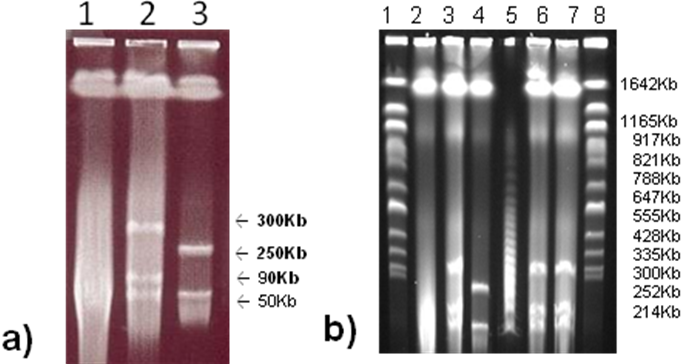 1 2 3
← 300Kb
← 250Kb
← 90Kb
← 50Kb
a)
1 2 3 4 5 6 7 8
1642Kb
1165Kb
917Kb
821Kb
788Kb
647Kb
555Kb
428Kb
335Kb
300Kb
252Kb
214Kb
b)